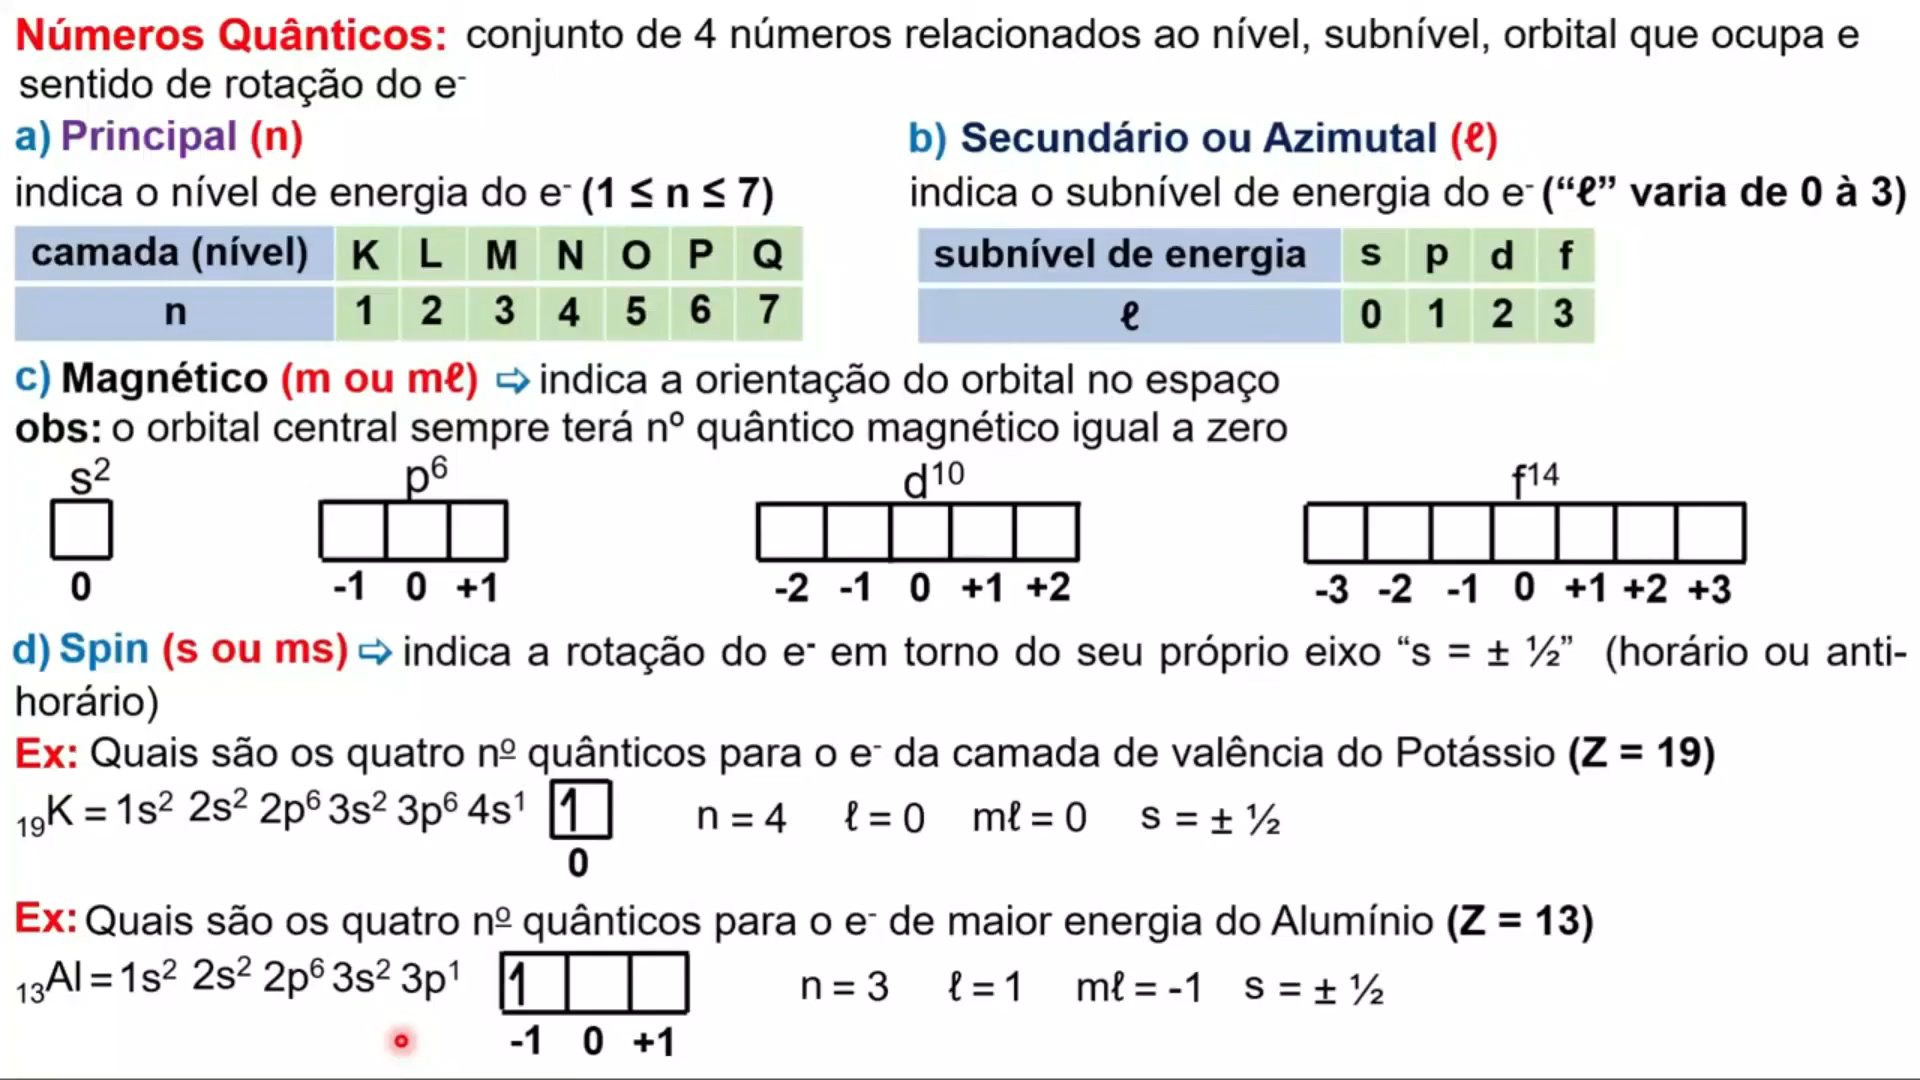 Números Quânticos: conjunto de 4 números relacionados ao nível, subnível, orbital que ocupa e
sentido de rotação do e⁻
a) Principal (n)
indica o nível de energia do e⁻ (1 ≤ n ≤ 7)
camada (nível) K L M N O P Q
n 1 2 3 4 5 6 7
b) Secundário ou Azimutal (ℓ)
indica o subnível de energia do e⁻ (“ℓ” varia de 0 à 3)
subnível de energia s p d f
ℓ 0 1 2 3
c) Magnético (m ou mℓ) ⇨ indica a orientação do orbital no espaço
obs: o orbital central sempre terá nº quântico magnético igual a zero
s² p⁶ d¹⁰ f¹⁴
0 -1 0 +1 -2 -1 0 +1 +2 -3 -2 -1 0 +1 +2 +3
d) Spin (s ou ms) ⇨ indica a rotação do e⁻ em torno do seu próprio eixo “s = ± ½” (horário ou anti-
horário)
Ex: Quais são os quatro nº quânticos para o e⁻ da camada de valência do Potássio (Z = 19)
₁₉K = 1s² 2s² 2p⁶ 3s² 3p⁶ 4s¹ 1 n = 4 ℓ = 0 mℓ = 0 s = ± ½
0
Ex: Quais são os quatro nº quânticos para o e⁻ de maior energia do Alumínio (Z = 13)
₁₃Al = 1s² 2s² 2p⁶ 3s² 3p¹ 1 n = 3 ℓ = 1 mℓ = -1 s = ± ½
-1 0 +1